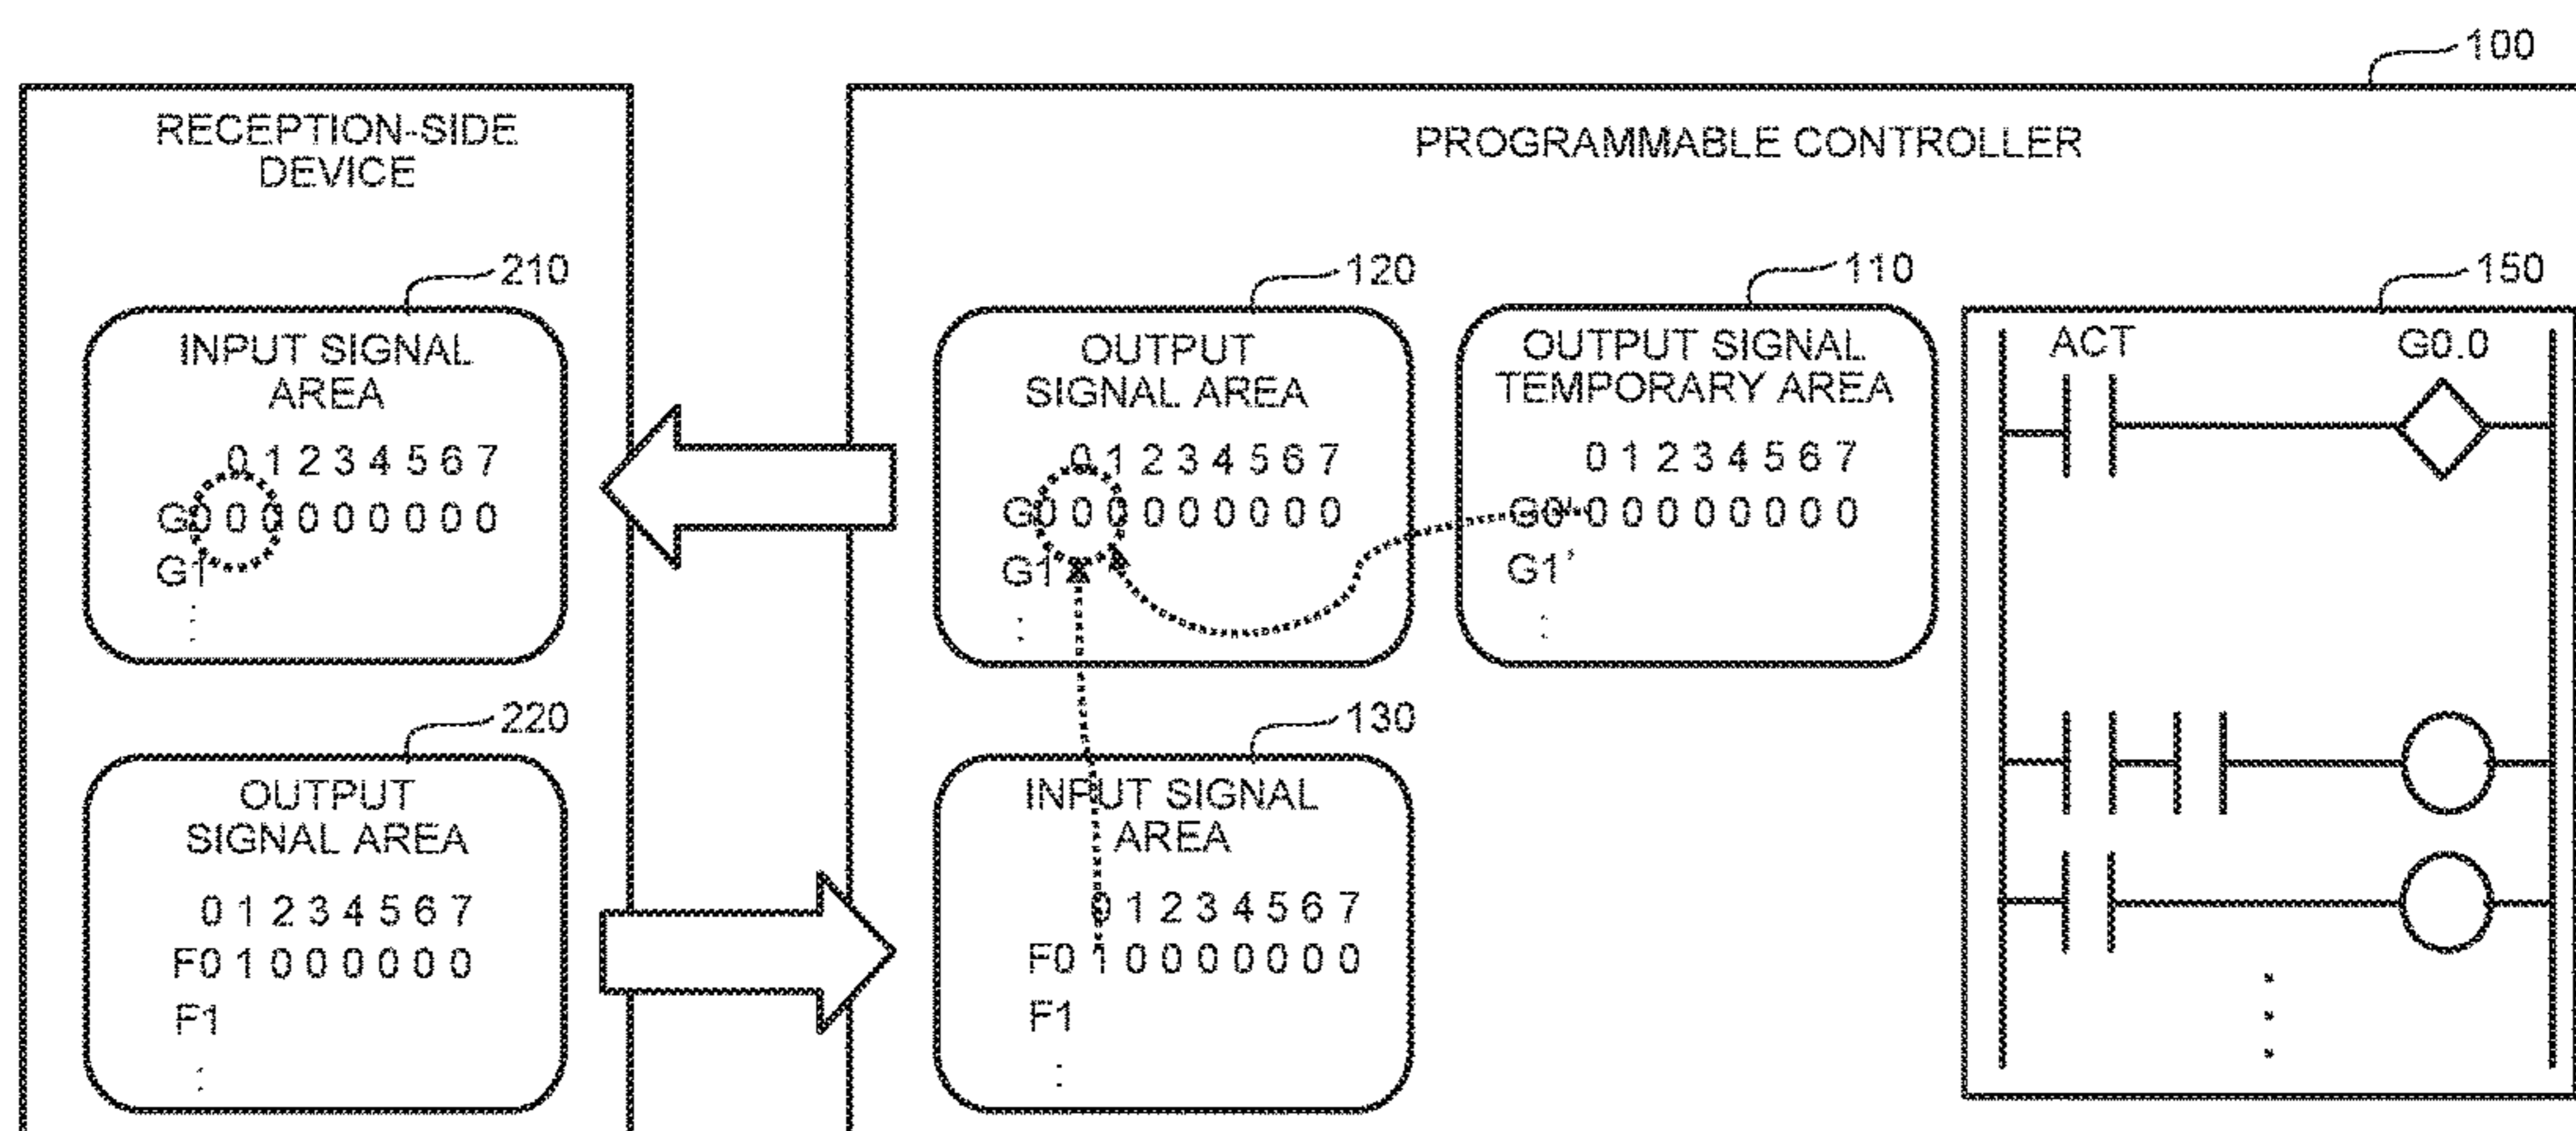 100
RECEPTION-SIDE
DEVICE
PROGRAMMABLE CONTROLLER
210
INPUT SIGNAL
AREA
0 1 2 3 4 5 6 7
G0 0 0 0 0 0 0 0 0
G1
120
OUTPUT
SIGNAL AREA
0 1 2 3 4 5 6 7
G0 0 0 0 0 0 0 0 0
G1
110
OUTPUT SIGNAL
TEMPORARY AREA
0 1 2 3 4 5 6 7
G0' 0 0 0 0 0 0 0 0
G1'
150
ACT
G0.0
220
OUTPUT
SIGNAL AREA
0 1 2 3 4 5 6 7
F0 1 0 0 0 0 0 0
F1
130
INPUT SIGNAL
AREA
0 1 2 3 4 5 6 7
F0 1 0 0 0 0 0 0 0
F1